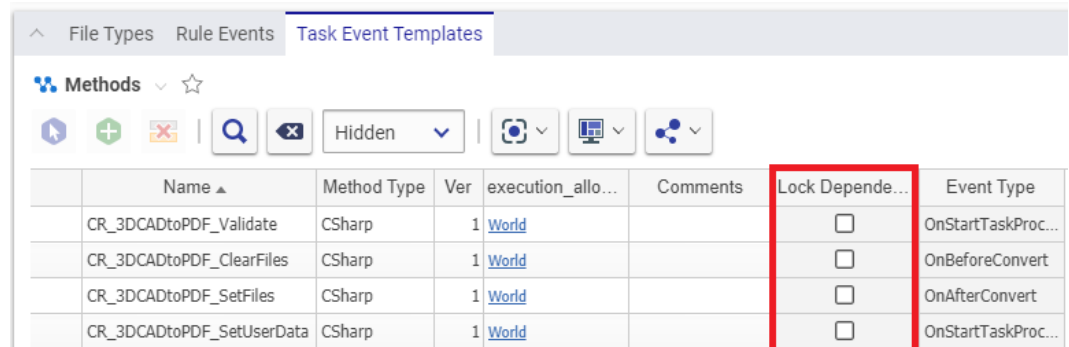 File Types Rule Events Task Event Templates
Methods
Hidden
Name Method Type Ver execution_allo... Comments Lock Depende... Event Type
CR_3DCADtoPDF_Validate CSharp 1 World OnStartTaskProc...
CR_3DCADtoPDF_ClearFiles CSharp 1 World OnBeforeConvert
CR_3DCADtoPDF_SetFiles CSharp 1 World OnAfterConvert
CR_3DCADtoPDF_SetUserData CSharp 1 World OnStartTaskProc...